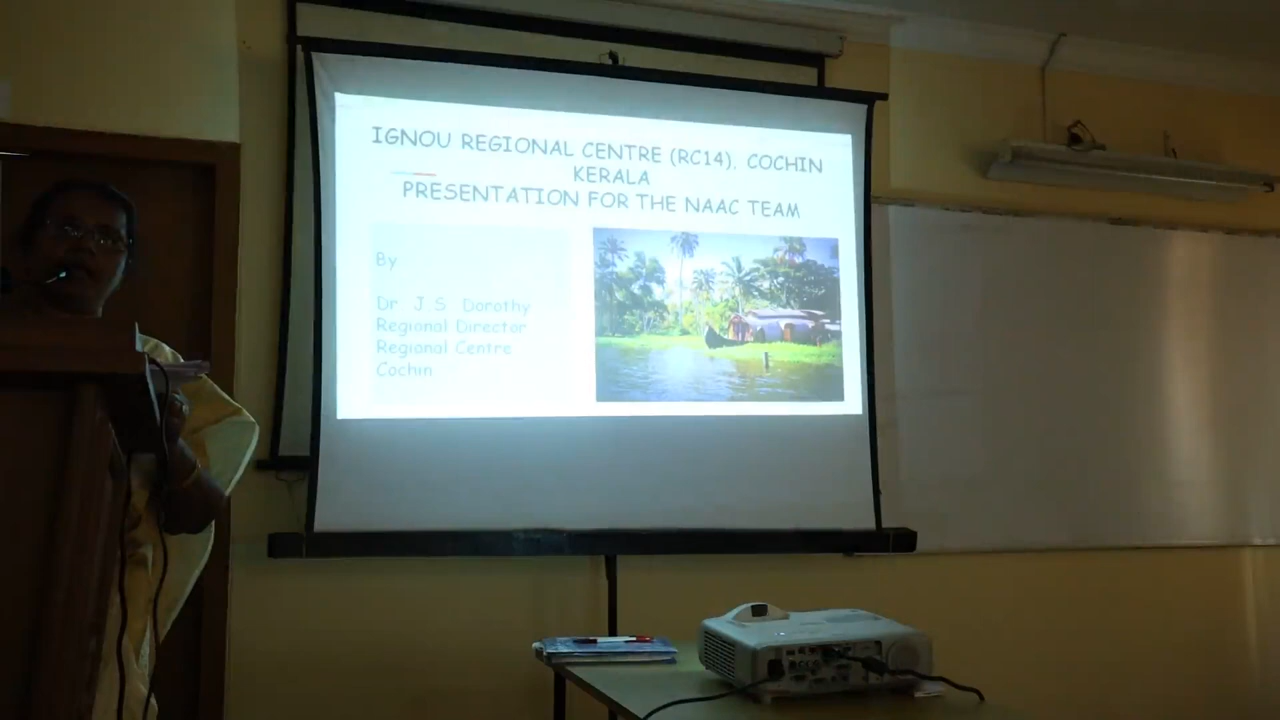 IGNOU REGIONAL CENTRE (RC14), COCHIN
KERALA
PRESENTATION FOR THE NAAC TEAM
By
Dr. J.S. Dorothy
Regional Director
Regional Centre
Cochin